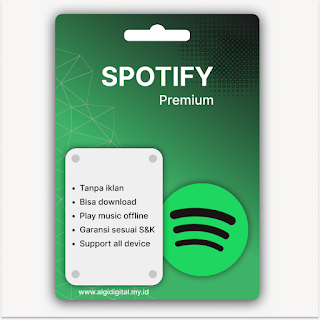 SPOTIFY
Premium
• Tanpa iklan
• Bisa download
• Play music offline
• Garansi sesuai S&K
• Support all device
www.algidigital.my.id